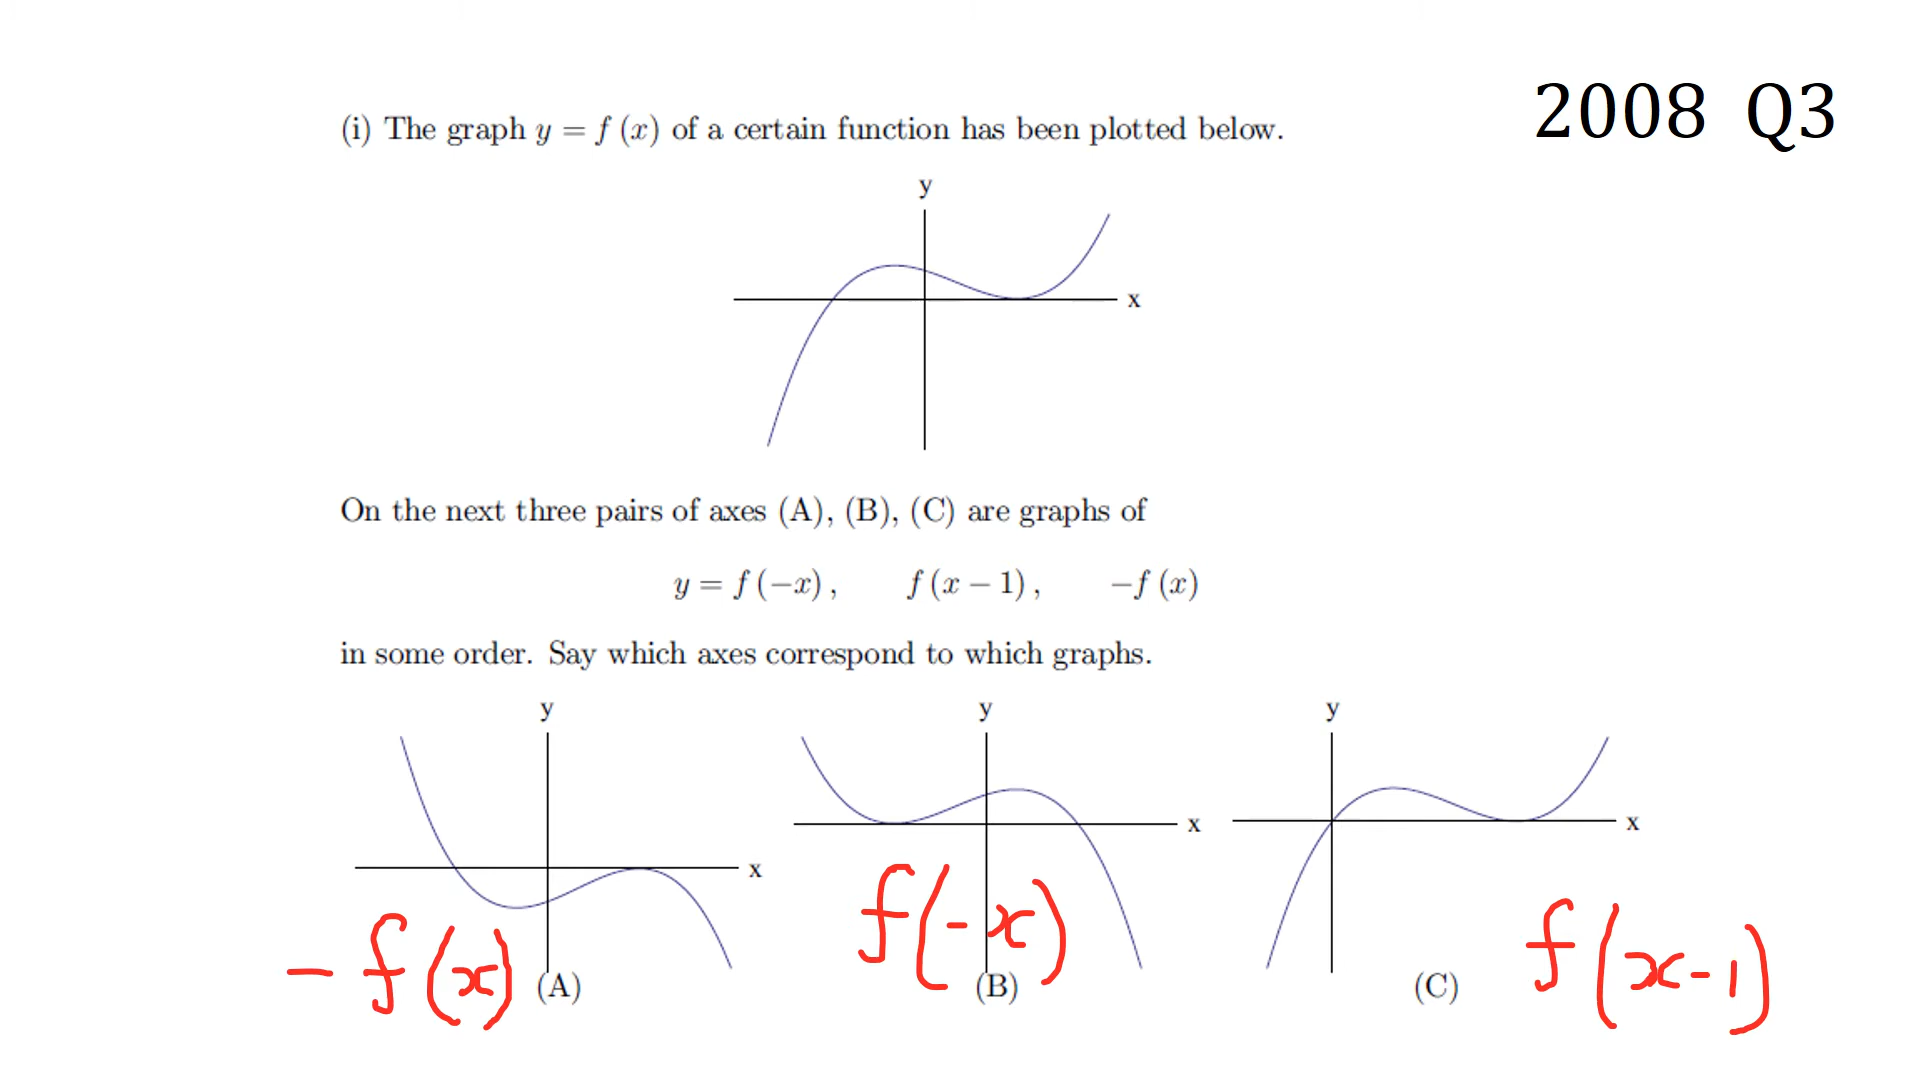 2008 Q3
(i) The graph y = f (x) of a certain function has been plotted below.
y
x
On the next three pairs of axes (A), (B), (C) are graphs of
y = f (−x) , f (x − 1) , −f (x)
in some order. Say which axes correspond to which graphs.
y y y
x x x
−f(x) f(-x) f(x-1)
(A) (B) (C)